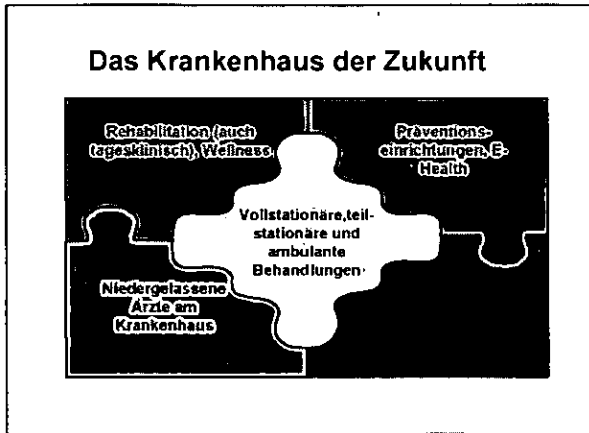 Das Krankenhaus der Zukunft
Rehabilitation (auch
tagesklinisch), Wellness
Präventions-
einrichtungen, E-
Health
Vollstationäre,teil-
stationäre und
ambulante
Behandlungen
Niedergelassene
Ärzte am
Krankenhaus